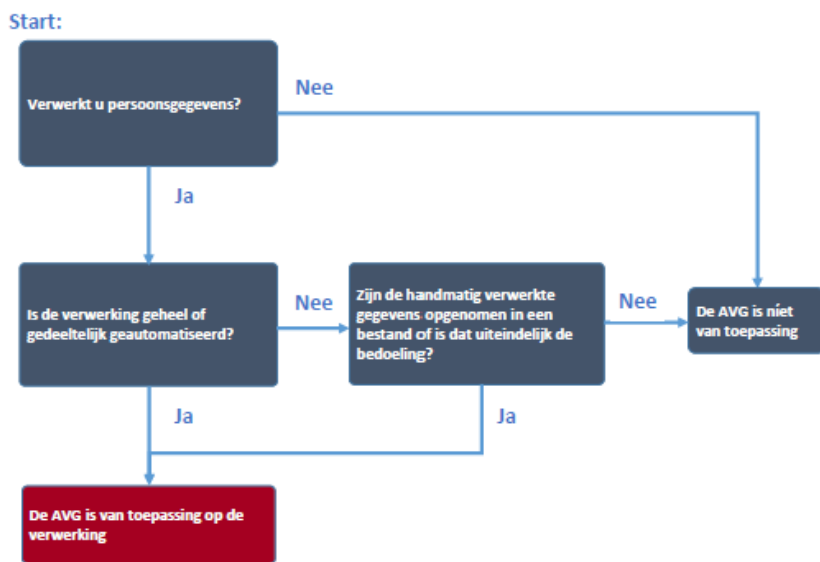 Start:
Verwerkt u persoonsgegevens?
Nee
Ja
Is de verwerking geheel of
gedeeltelijk geautomatiseerd?
Nee
Zijn de handmatig verwerkte
gegevens opgenomen in een
bestand of is dat uiteindelijk de
bedoeling?
Nee
De AVG is níet
van toepassing
Ja
Ja
De AVG is van toepassing op de
verwerking